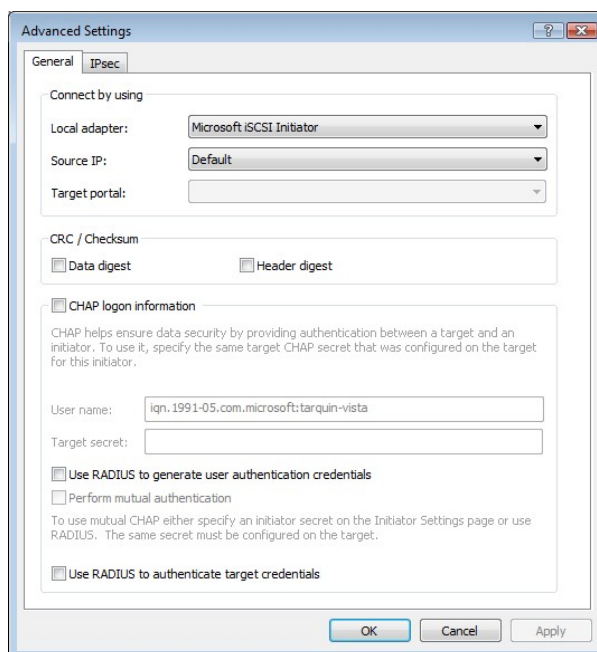 Advanced Settings
General IPsec
Connect by using
Local adapter: Microsoft iSCSI Initiator
Source IP: Default
Target portal:
CRC / Checksum
Data digest Header digest
CHAP logon information
CHAP helps ensure data security by providing authentication between a target and an
initiator. To use it, specify the same target CHAP secret that was configured on the target
for this initiator.
User name: iqn.1991-05.com.microsoft:tarquin-vista
Target secret:
Use RADIUS to generate user authentication credentials
Perform mutual authentication
To use mutual CHAP either specify an initiator secret on the Initiator Settings page or use
RADIUS. The same secret must be configured on the target.
Use RADIUS to authenticate target credentials
OK Cancel Apply